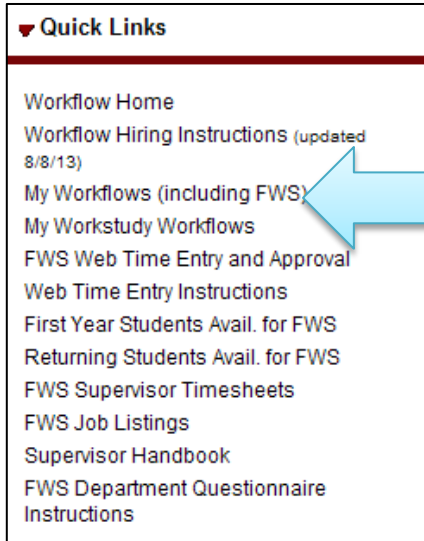 Quick Links
Workflow Home
Workflow Hiring Instructions (updated
8/8/13)
My Workflows (including FWS)
My Workstudy Workflows
FWS Web Time Entry and Approval
Web Time Entry Instructions
First Year Students Avail. for FWS
Returning Students Avail. for FWS
FWS Supervisor Timesheets
FWS Job Listings
Supervisor Handbook
FWS Department Questionnaire
Instructions